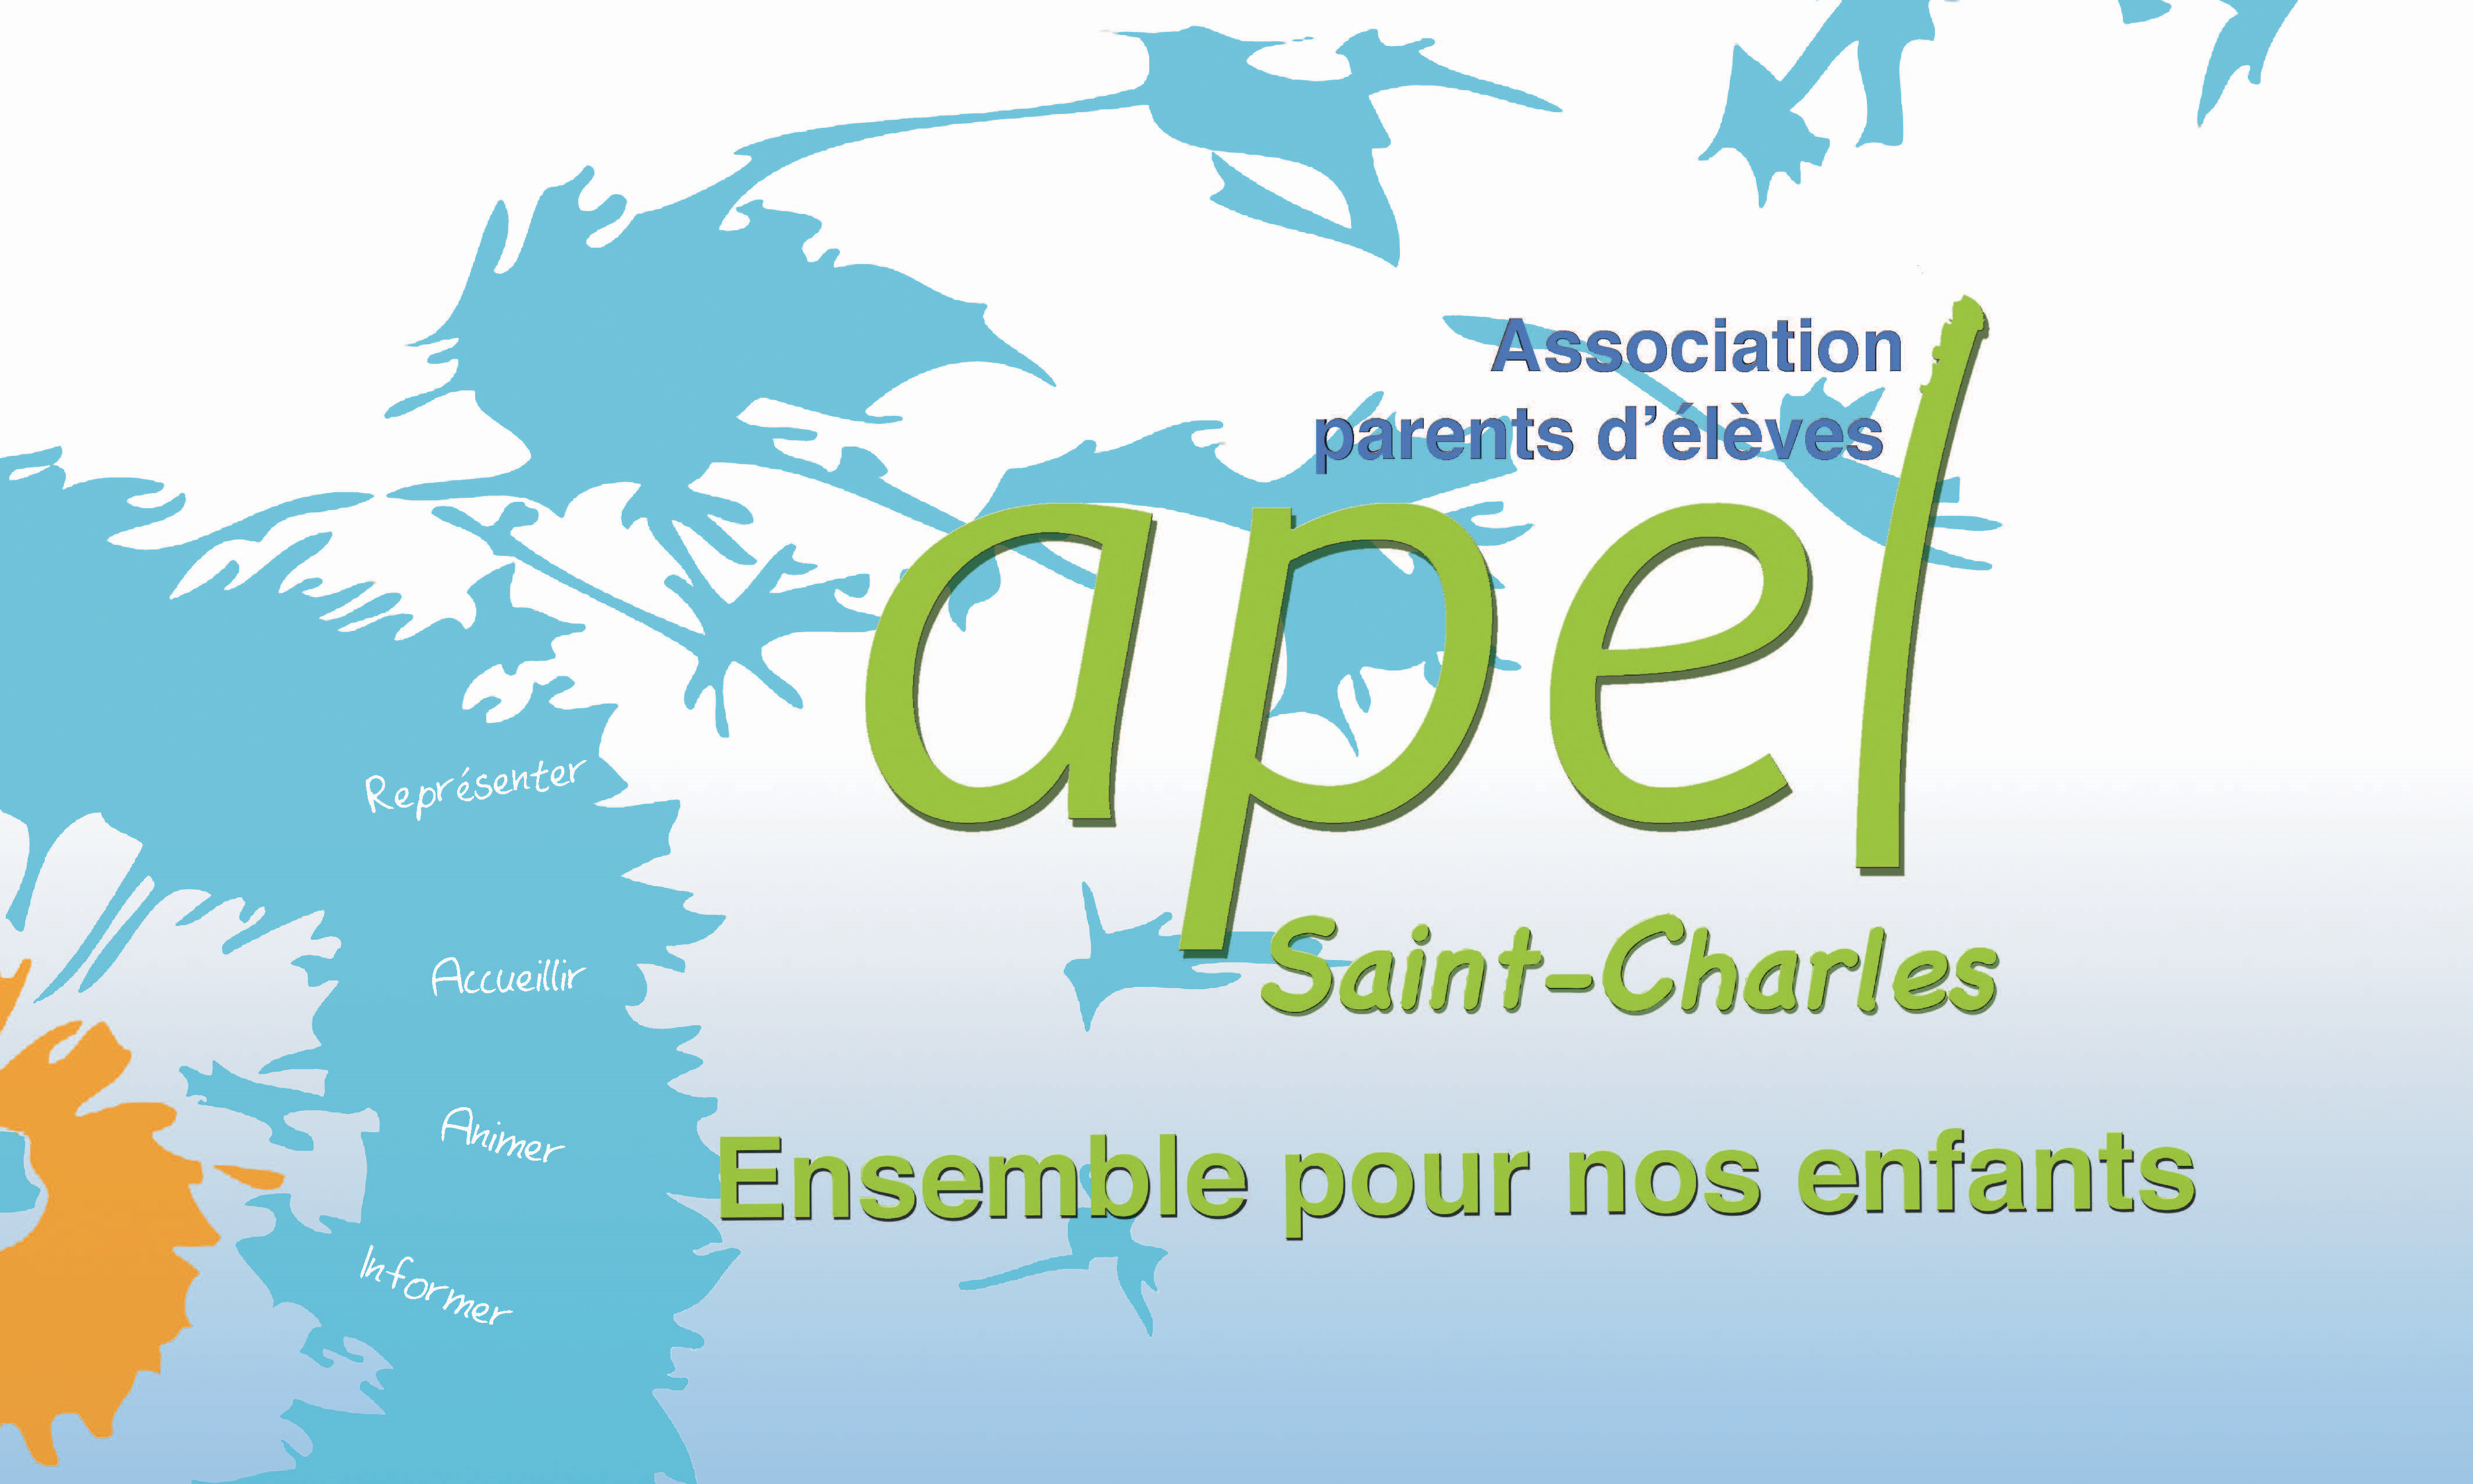 Association
parents d'élèves
apel
Saint-Charles
Ensemble pour nos enfants
Représenter
Accueillir
Animer
Informer